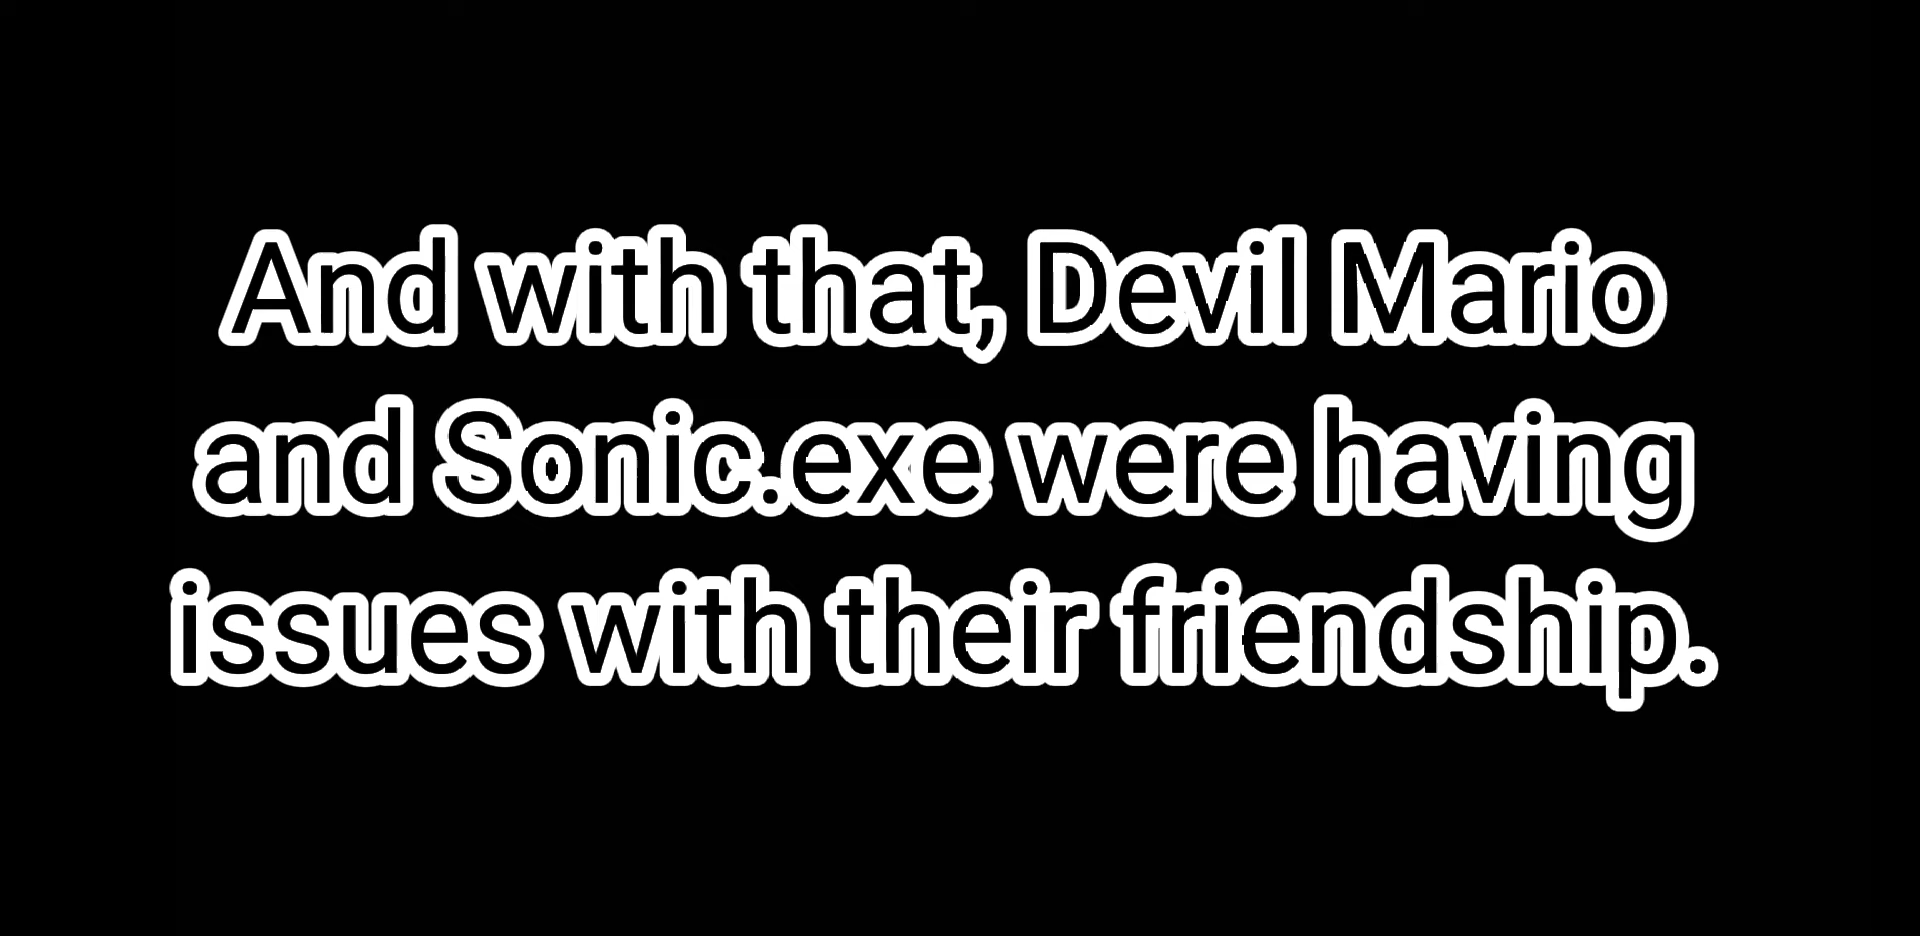 And with that, Devil Mario
and Sonic.exe were having
issues with their friendship.